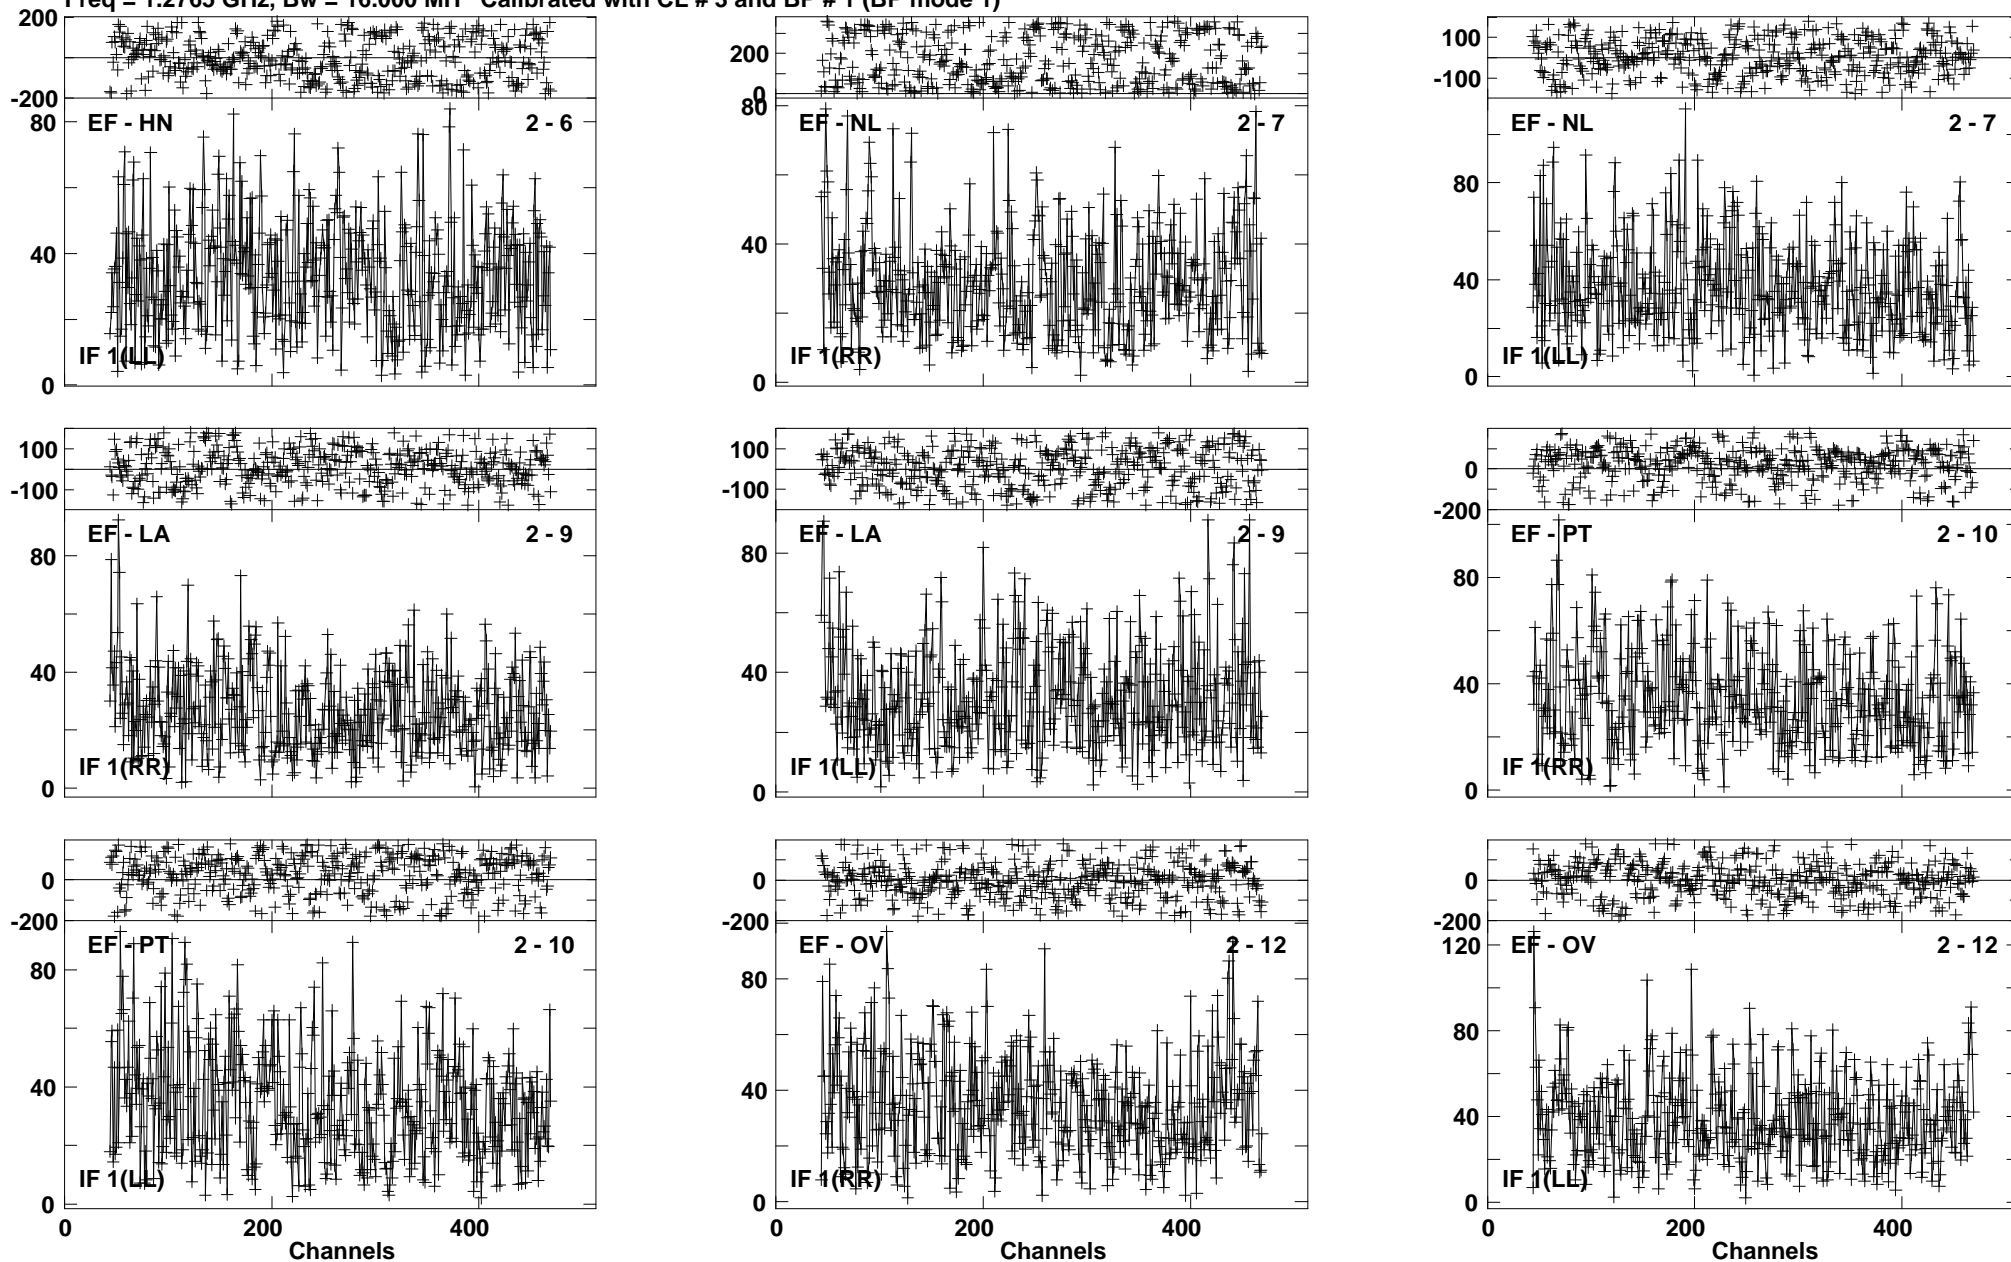 Freq = 1.2765 GHz, Bw = 16.000 MH Calibrated with CL # 3 and BP # 1 (BP mode 1)
200
-200
80
40
0
EF - HN 2 - 6
IF 1(LL)
200
0
80
40
0
EF - NL 2 - 7
IF 1(RR)
100
-100
80
40
0
EF - NL 2 - 7
IF 1(LL)
100
-100
80
40
0
EF - LA 2 - 9
IF 1(RR)
100
-100
80
40
0
EF - LA 2 - 9
IF 1(LL)
0
-200
80
40
0
EF - PT 2 - 10
IF 1(RR)
0
-200
80
40
0
EF - PT 2 - 10
IF 1(LL)
0 200 400
Channels
0
-200
80
40
0
EF - OV 2 - 12
IF 1(RR)
0 200 400
Channels
0
-200
120
80
40
0
EF - OV 2 - 12
IF 1(LL)
0 200 400
Channels